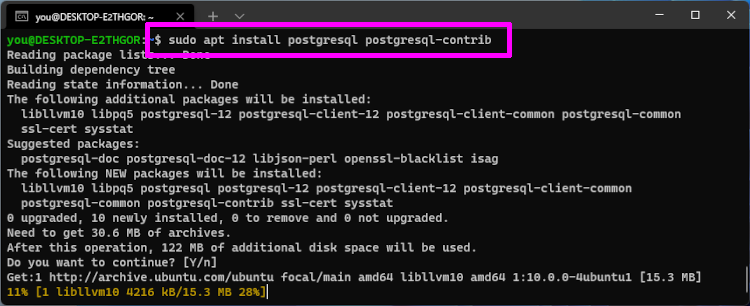 you@DESKTOP-E2THGOR: ~
you@DESKTOP-E2THGOR:~$ sudo apt install postgresql postgresql-contrib
Reading package lists... Done
Building dependency tree
Reading state information... Done
The following additional packages will be installed:
libllvm10 libpq5 postgresql-12 postgresql-client-12 postgresql-client-common postgresql-common
ssl-cert sysstat
Suggested packages:
postgresql-doc postgresql-doc-12 libjson-perl openssl-blacklist isag
The following NEW packages will be installed:
libllvm10 libpq5 postgresql postgresql-12 postgresql-client-12 postgresql-client-common
postgresql-common postgresql-contrib ssl-cert sysstat
0 upgraded, 10 newly installed, 0 to remove and 0 not upgraded.
Need to get 30.6 MB of archives.
After this operation, 122 MB of additional disk space will be used.
Do you want to continue? [Y/n]
Get:1 http://archive.ubuntu.com/ubuntu focal/main amd64 libllvm10 amd64 1:10.0.0-4ubuntu1 [15.3 MB]
11% [1 libllvm10 4216 kB/15.3 MB 28%]